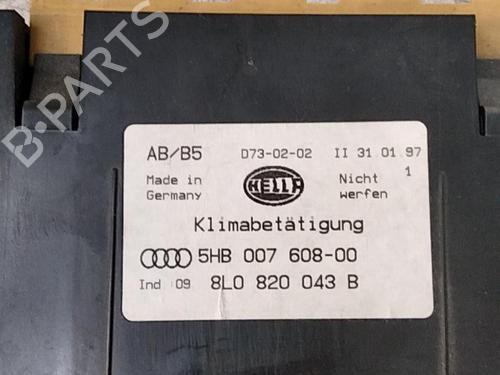 AB/B5 D73-02-02 II 31 01 97
Made in Germany HELLA Nicht werfen 1
Klimabetätigung
5HB 007 608-00
Ind 09 8L0 820 043 B
B-PARTS